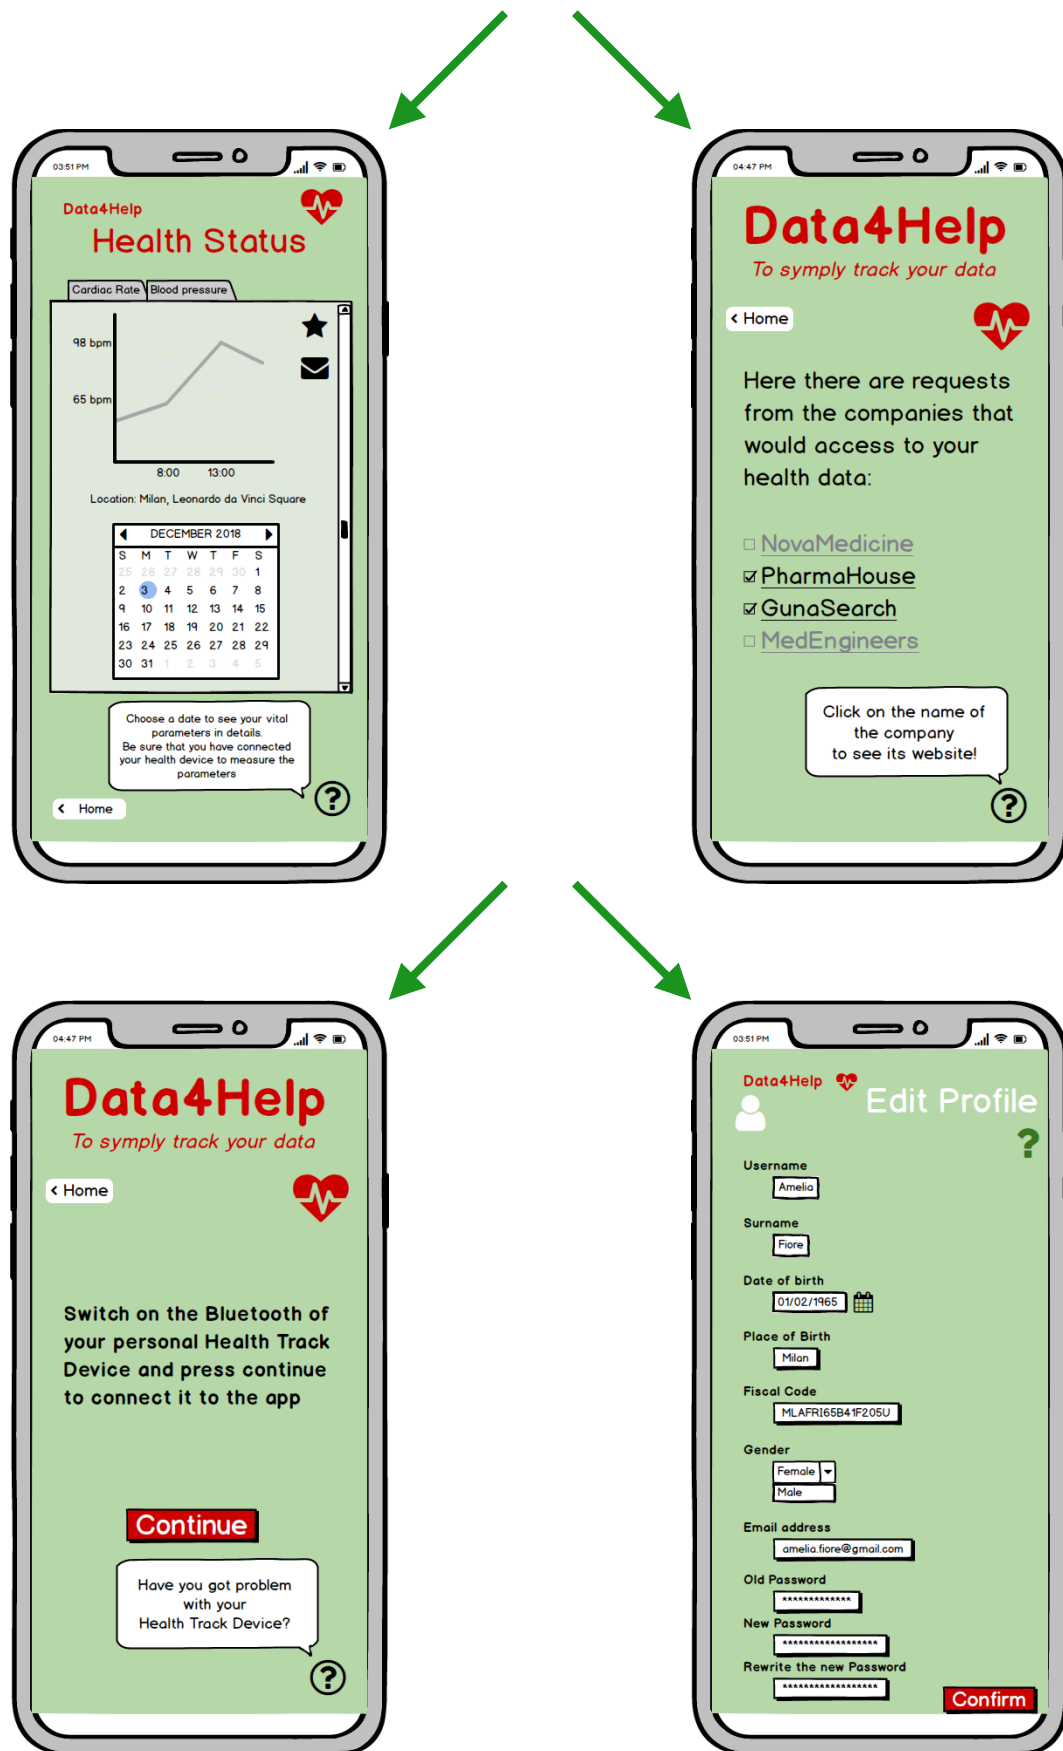 03:51 PM
Data4Help
Health Status
Cardiac Rate Blood pressure
98 bpm
65 bpm
8:00 13:00
Location: Milan, Leonardo da Vinci Square
DECEMBER 2018
S M T W T F S
25 26 27 28 29 30 1
2 3 4 5 6 7 8
9 10 11 12 13 14 15
16 17 18 19 20 21 22
23 24 25 26 27 28 29
30 31 1 2 3 4 5
Choose a date to see your vital
parameters in details.
Be sure that you have connected
your health device to measure the
parameters
?
< Home
04:47 PM
Data4Help
To symply track your data
< Home
Here there are requests
from the companies that
would access to your
health data:
NovaMedicine
PharmaHouse
GunaSearch
MedEngineers
Click on the name of
the company
to see its website!
?
04:47 PM
Data4Help
To symply track your data
< Home
Switch on the Bluetooth of
your personal Health Track
Device and press continue
to connect it to the app
Continue
Have you got problem
with your
Health Track Device?
?
03:51 PM
Data4Help
Edit Profile
?
Username
Amelia
Surname
Fiore
Date of birth
01/02/1965
Place of Birth
Milan
Fiscal Code
MLAFRI65B41F205U
Gender
Female
Male
Email address
amelia.fiore@gmail.com
Old Password
*************
New Password
******************
Rewrite the new Password
******************
Confirm